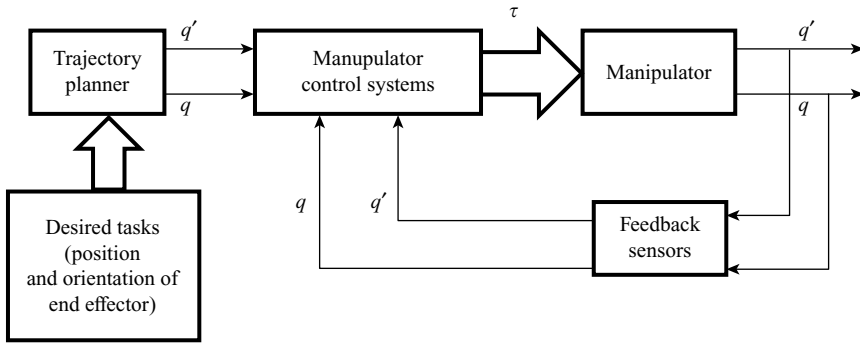 τ
q′
q′
Trajectory
planner
Manupulator
control systems
Manipulator
q
q
q
q′
Feedback
sensors
Desired tasks
(position
and orientation of
end effector)